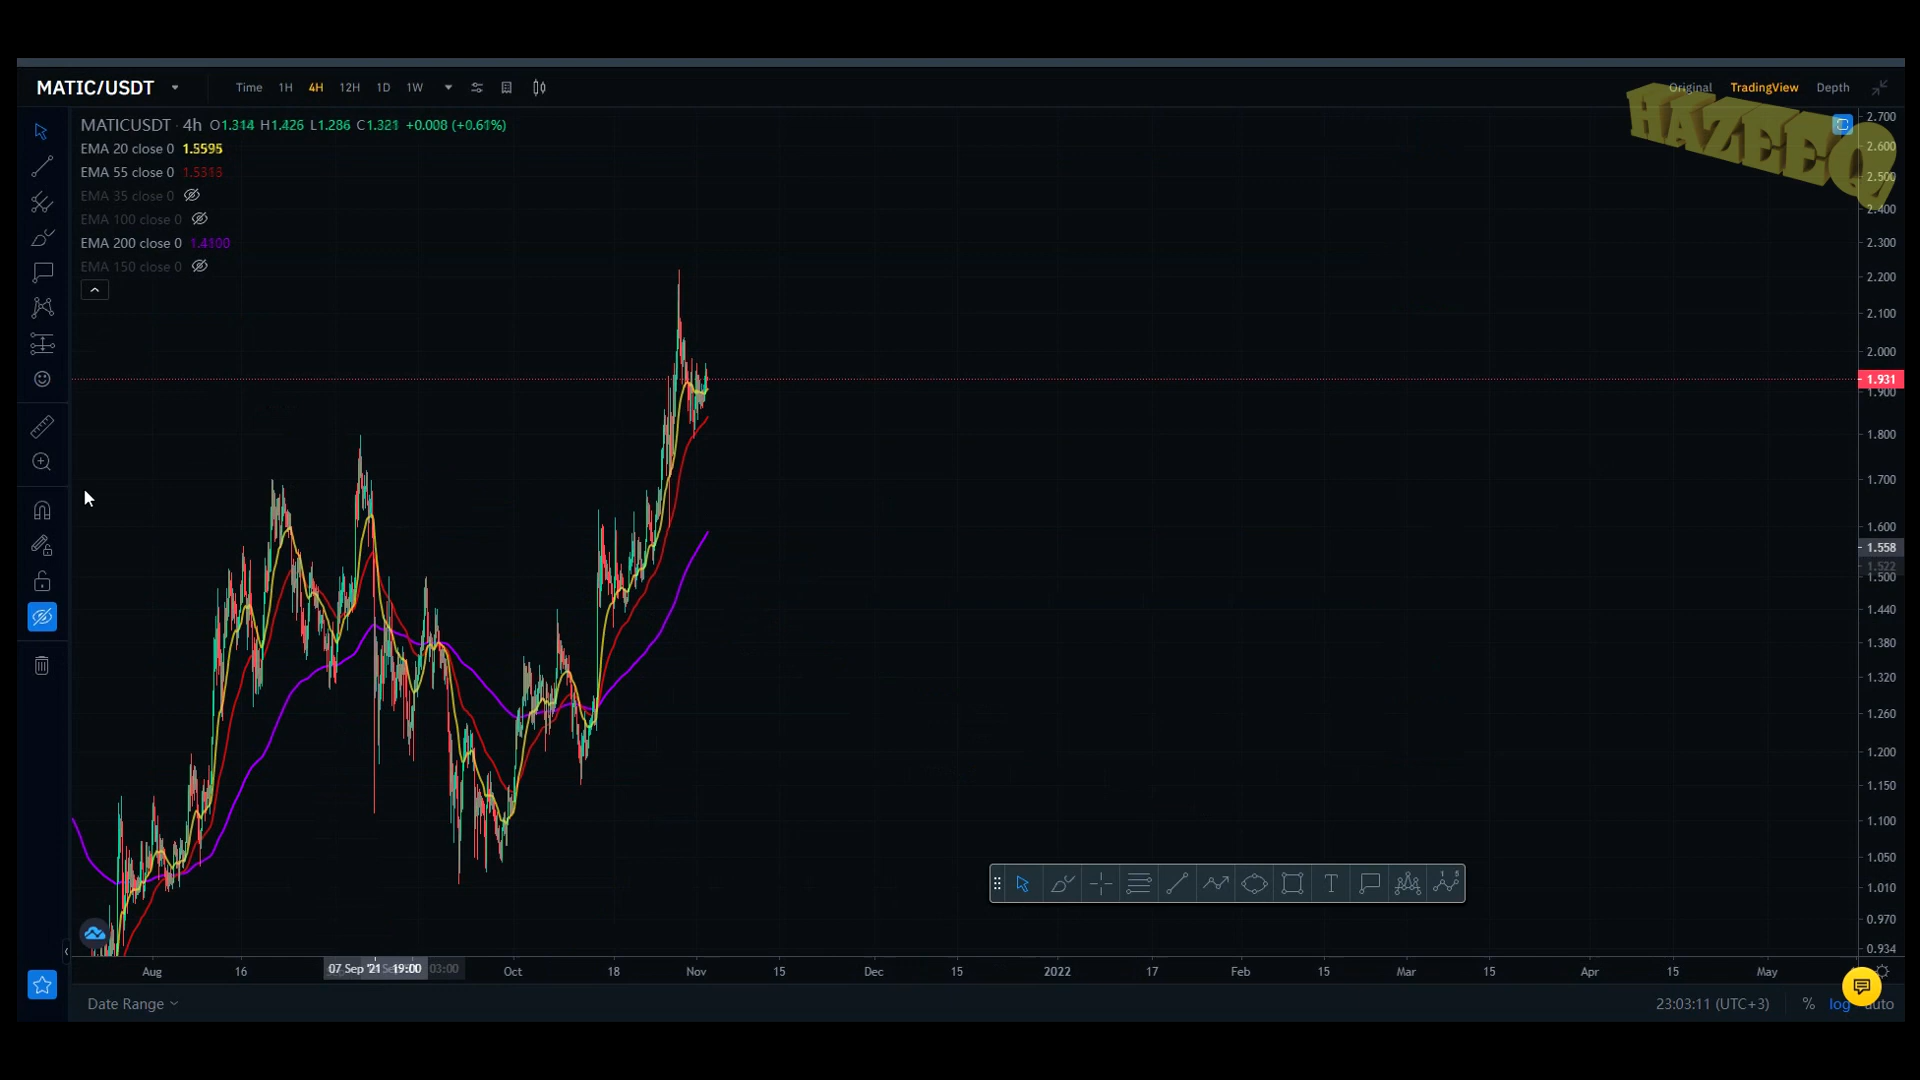 MATIC/USDT Time 1H 4H 12H 1D 1W Original TradingView Depth
HAZEEQ
MATICUSDT · 4h O1.314 H1.426 L1.286 C1.321 +0.008 (+0.61%)
EMA 20 close 0 1.5595
EMA 55 close 0 1.5313
EMA 35 close 0
EMA 100 close 0
EMA 200 close 0 1.4100
EMA 150 close 0
2.700
2.600
2.500
2.400
2.300
2.200
2.100
2.000
1.931
1.900
1.800
1.700
1.600
1.558
1.522
1.500
1.440
1.380
1.320
1.260
1.200
1.150
1.100
1.050
1.010
0.970
0.934
Aug 16 07 Sep '21 19:00 03:00 Oct 18 Nov 15 Dec 15 2022 17 Feb 15 Mar 15 Apr 15 May
Date Range 23:03:11 (UTC+3) % log auto